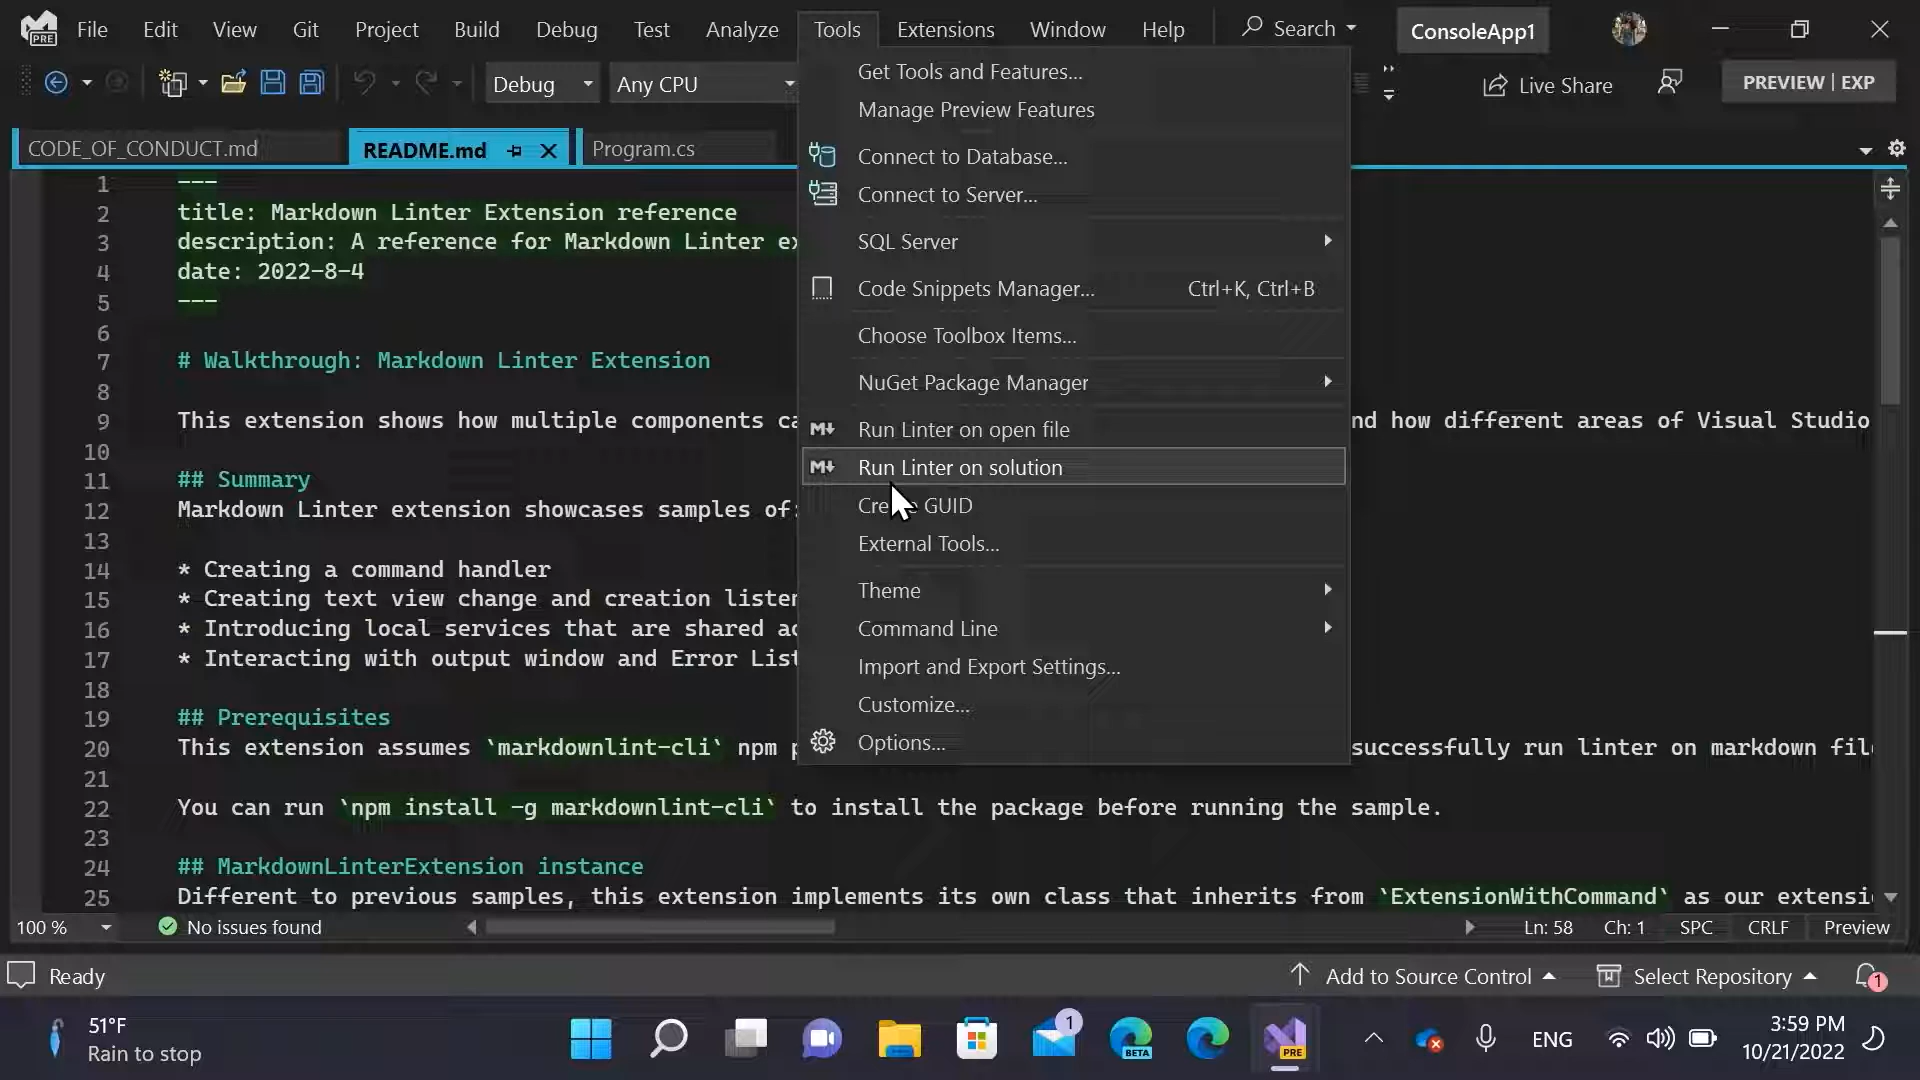 PRE File Edit View Git Project Build Debug Test Analyze Tools Extensions Window Help Search ConsoleApp1
Debug Any CPU Live Share PREVIEW | EXP
CODE_OF_CONDUCT.md README.md Program.cs
Get Tools and Features...
Manage Preview Features
Connect to Database...
Connect to Server...
SQL Server
Code Snippets Manager... Ctrl+K, Ctrl+B
Choose Toolbox Items...
NuGet Package Manager
Run Linter on open file
Run Linter on solution
GUID
External Tools...
Theme
Command Line
Import and Export Settings...
Customize...
Options...
1 ---
2 title: Markdown Linter Extension reference
3 description: A reference for Markdown Linter ex
4 date: 2022-8-4
5 ---
6
7 # Walkthrough: Markdown Linter Extension
8
9 This extension shows how multiple components ca nd how different areas of Visual Studio
10
11 ## Summary
12 Markdown Linter extension showcases samples of:
13
14 * Creating a command handler
15 * Creating text view change and creation lister
16 * Introducing local services that are shared ac
17 * Interacting with output window and Error List
18
19 ## Prerequisites
20 This extension assumes `markdownlint-cli` npm p successfully run linter on markdown fil
21
22 You can run `npm install -g markdownlint-cli` to install the package before running the sample.
23
24 ## MarkdownLinterExtension instance
25 Different to previous samples, this extension implements its own class that inherits from `ExtensionWithCommand` as our extensi
100 % No issues found Ln: 58 Ch: 1 SPC CRLF Preview
Ready Add to Source Control Select Repository 1
51°F
Rain to stop
1
BETA
PRE
ENG
3:59 PM
10/21/2022